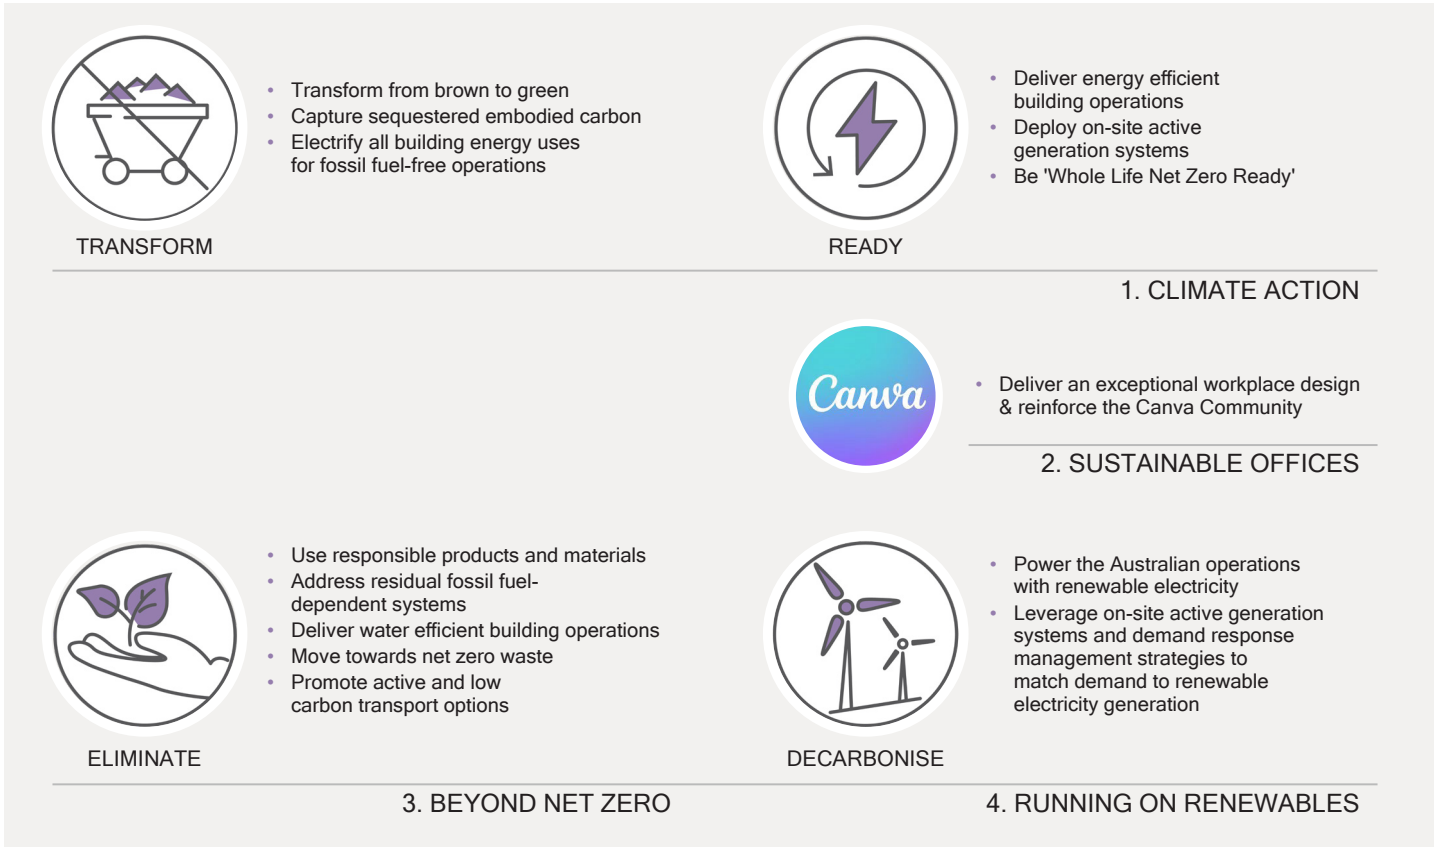 • Transform from brown to green
• Capture sequestered embodied carbon
• Electrify all building energy uses
for fossil fuel-free operations
TRANSFORM
• Deliver energy efficient
building operations
• Deploy on-site active
generation systems
• Be 'Whole Life Net Zero Ready'
READY
1. CLIMATE ACTION
Canva
• Deliver an exceptional workplace design
& reinforce the Canva Community
2. SUSTAINABLE OFFICES
• Use responsible products and materials
• Address residual fossil fuel-
dependent systems
• Deliver water efficient building operations
• Move towards net zero waste
• Promote active and low
carbon transport options
ELIMINATE
3. BEYOND NET ZERO
• Power the Australian operations
with renewable electricity
• Leverage on-site active generation
systems and demand response
management strategies to
match demand to renewable
electricity generation
DECARBONISE
4. RUNNING ON RENEWABLES